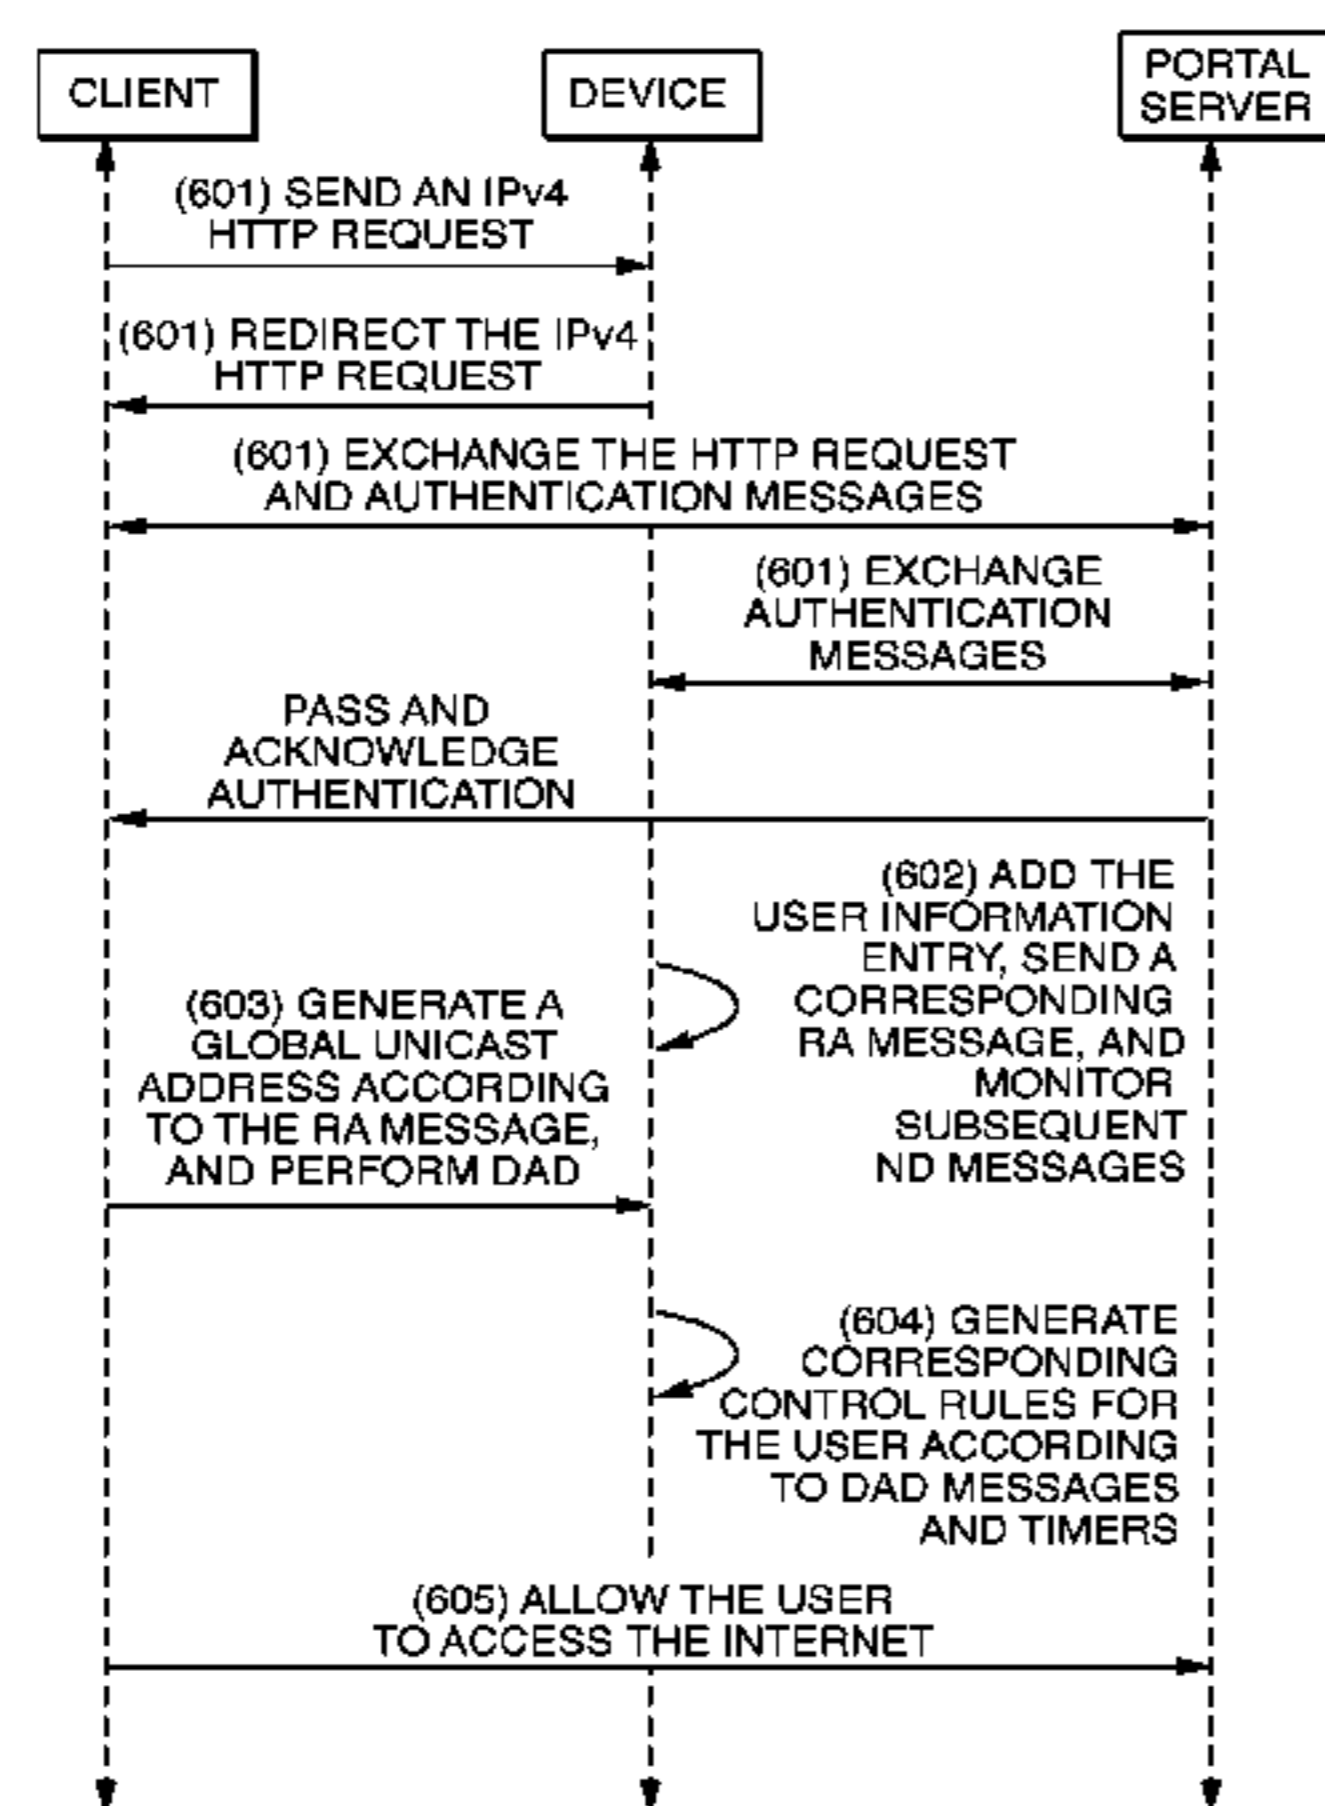 CLIENT
DEVICE
PORTAL
SERVER
(601) SEND AN IPv4
HTTP REQUEST
(601) REDIRECT THE IPv4
HTTP REQUEST
(601) EXCHANGE THE HTTP REQUEST
AND AUTHENTICATION MESSAGES
(601) EXCHANGE
AUTHENTICATION
MESSAGES
PASS AND
ACKNOWLEDGE
AUTHENTICATION
(602) ADD THE
USER INFORMATION
ENTRY, SEND A
CORRESPONDING
RA MESSAGE, AND
MONITOR
SUBSEQUENT
ND MESSAGES
(603) GENERATE A
GLOBAL UNICAST
ADDRESS ACCORDING
TO THE RA MESSAGE,
AND PERFORM DAD
(604) GENERATE
CORRESPONDING
CONTROL RULES FOR
THE USER ACCORDING
TO DAD MESSAGES
AND TIMERS
(605) ALLOW THE USER
TO ACCESS THE INTERNET